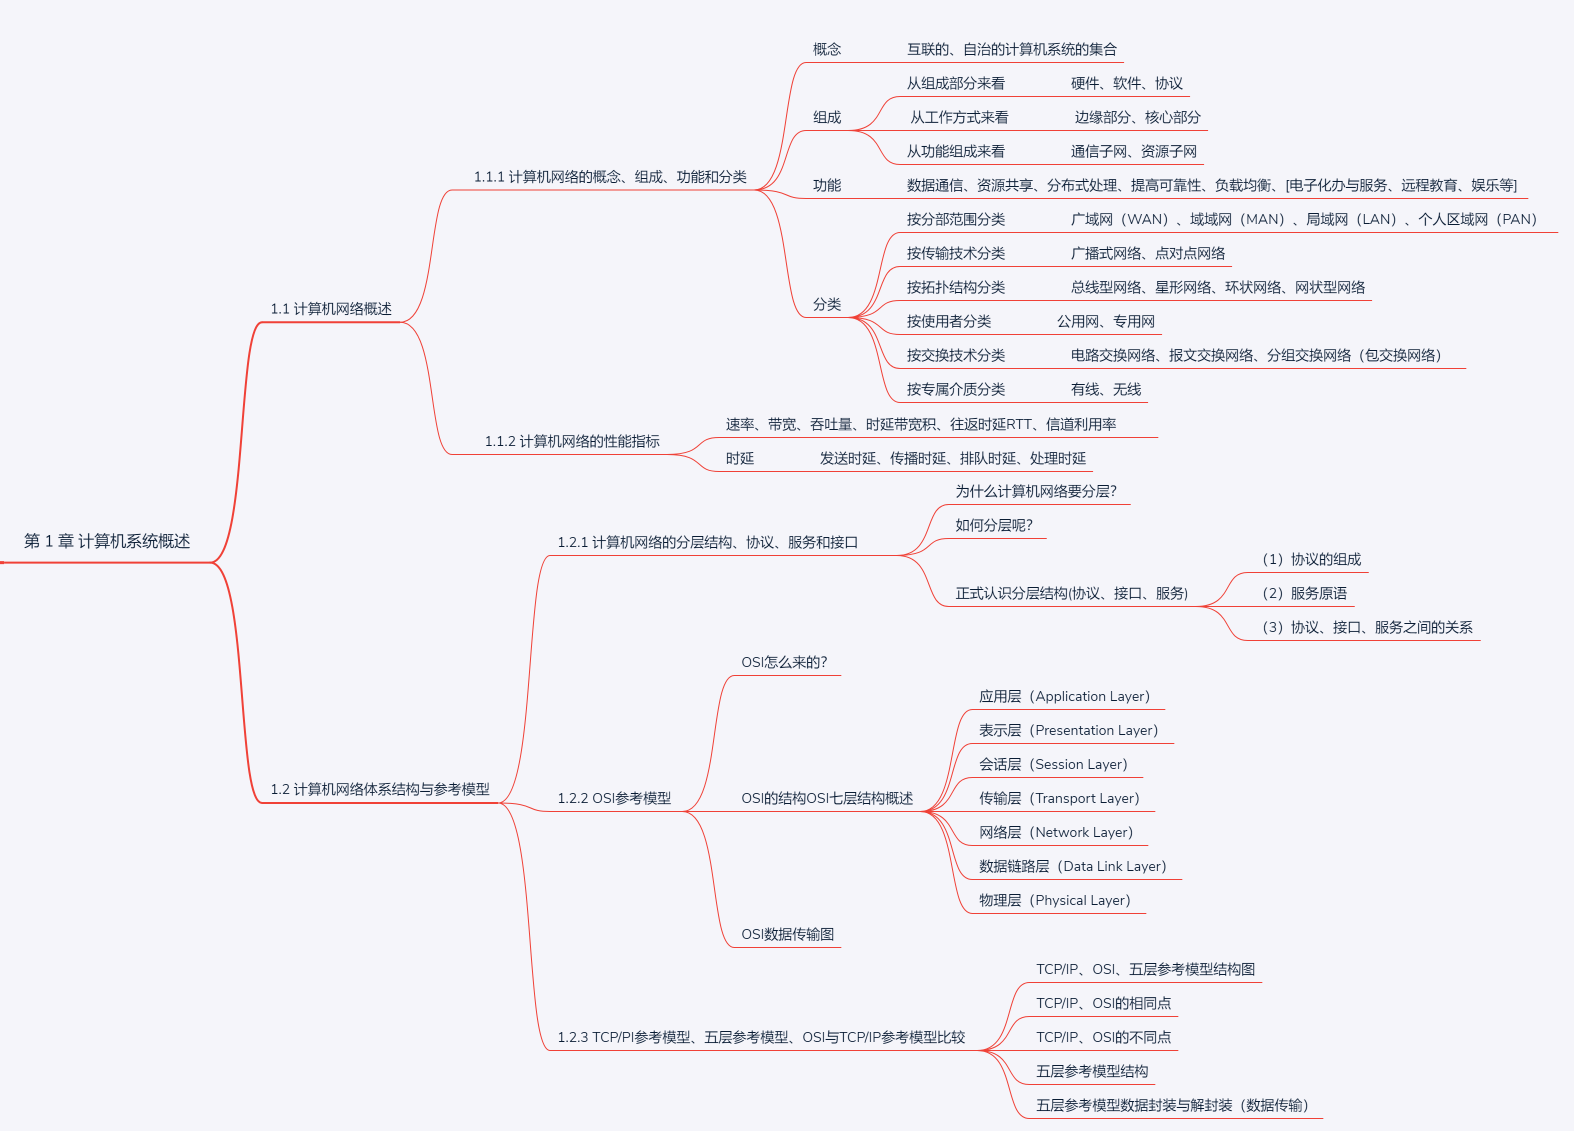 第 1 章 计算机系统概述
1.1 计算机网络概述
1.1.1 计算机网络的概念、组成、功能和分类
概念
互联的、自治的计算机系统的集合
组成
从组成部分来看
硬件、软件、协议
从工作方式来看
边缘部分、核心部分
从功能组成来看
通信子网、资源子网
功能
数据通信、资源共享、分布式处理、提高可靠性、负载均衡、[电子化办与服务、远程教育、娱乐等]
分类
按分部范围分类
广域网（WAN）、域域网（MAN）、局域网（LAN）、个人区域网（PAN）
按传输技术分类
广播式网络、点对点网络
按拓扑结构分类
总线型网络、星形网络、环状网络、网状型网络
按使用者分类
公用网、专用网
按交换技术分类
电路交换网络、报文交换网络、分组交换网络（包交换网络）
按专属介质分类
有线、无线
1.1.2 计算机网络的性能指标
速率、带宽、吞吐量、时延带宽积、往返时延RTT、信道利用率
时延
发送时延、传播时延、排队时延、处理时延
1.2 计算机网络体系结构与参考模型
1.2.1 计算机网络的分层结构、协议、服务和接口
为什么计算机网络要分层?
如何分层呢?
正式认识分层结构(协议、接口、服务)
（1）协议的组成
（2）服务原语
（3）协议、接口、服务之间的关系
1.2.2 OSI参考模型
OSI怎么来的?
OSI的结构OSI七层结构概述
应用层（Application Layer）
表示层（Presentation Layer）
会话层（Session Layer）
传输层（Transport Layer）
网络层（Network Layer）
数据链路层（Data Link Layer）
物理层（Physical Layer）
OSI数据传输图
1.2.3 TCP/PI参考模型、五层参考模型、OSI与TCP/IP参考模型比较
TCP/IP、OSI、五层参考模型结构图
TCP/IP、OSI的相同点
TCP/IP、OSI的不同点
五层参考模型结构
五层参考模型数据封装与解封装（数据传输）